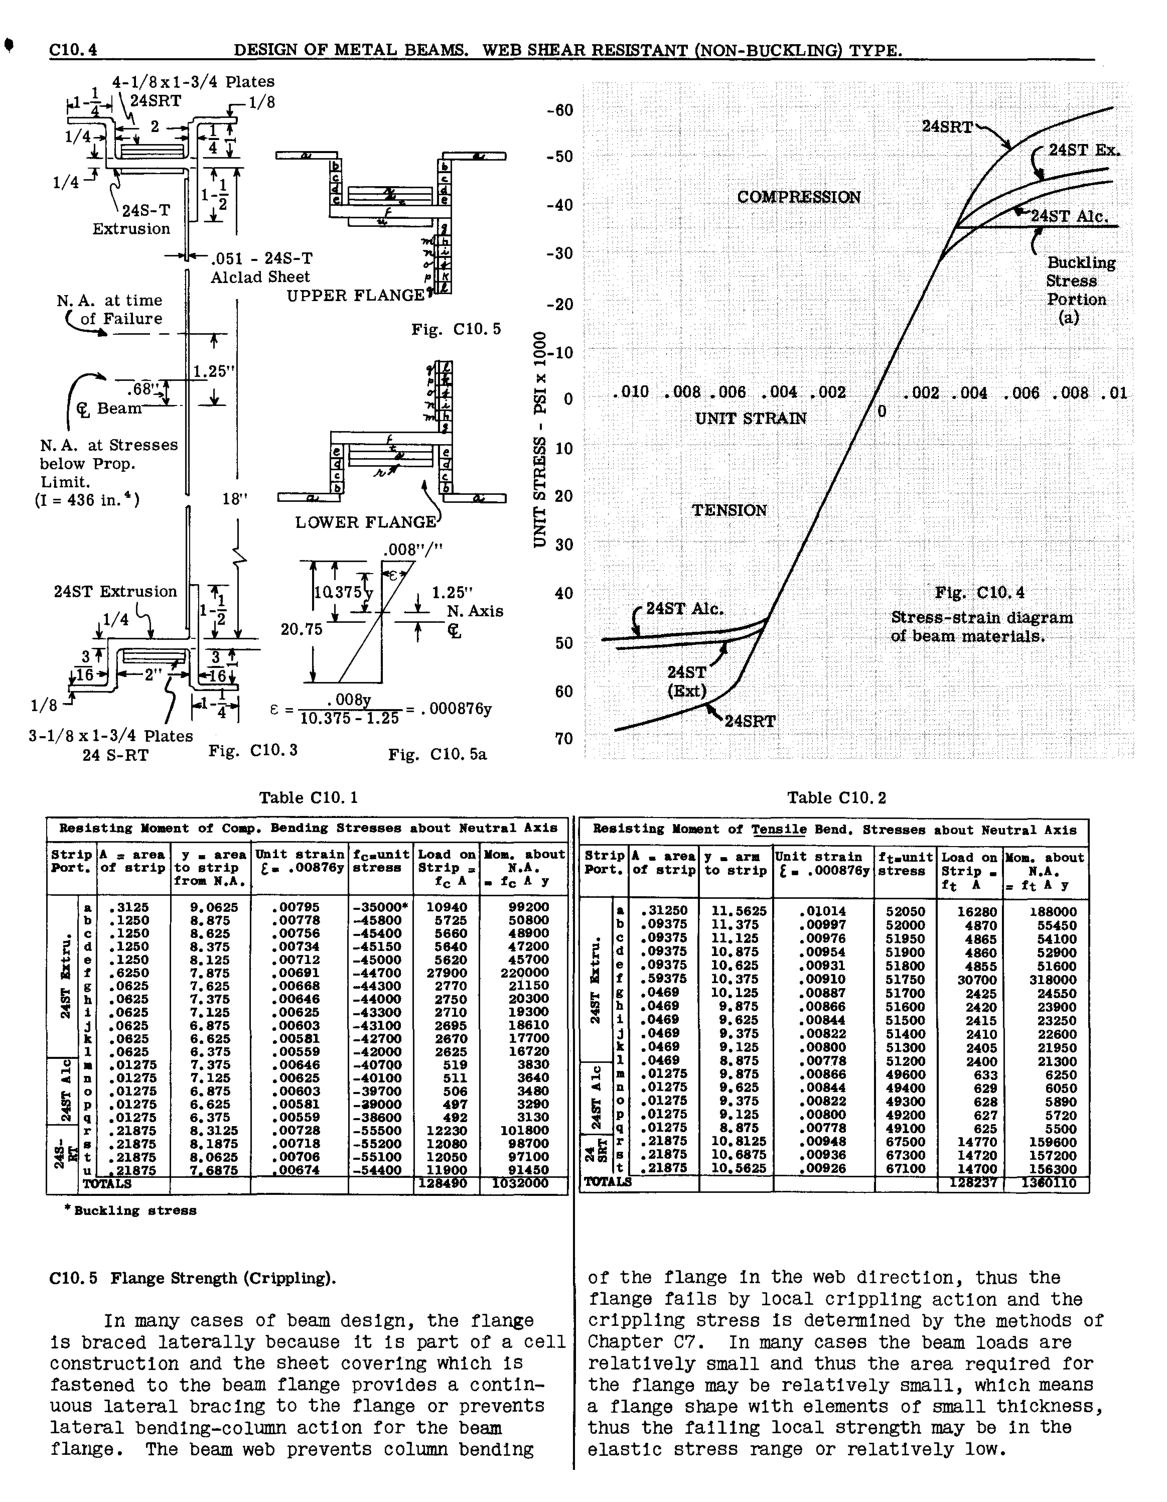 C10.4 DESIGN OF METAL BEAMS. WEB SHEAR RESISTANT (NON-BUCKLING) TYPE.
4-1/8 x 1-3/4 Plates
24SRT
1-1/4
1/8
2
1/4
1/4
1
1/4
1-1/2
24S-T
Extrusion
.051 - 24S-T
Alclad Sheet
N. A. at time
of Failure
1.25"
.68"
℄ Beam
N. A. at Stresses
below Prop.
Limit.
(I = 436 in.⁴)
18"
24ST Extrusion
1/4
1-1/2
3/16
2"
3/16
1
1/8
1-1/4
3-1/8 x 1-3/4 Plates
24 S-RT
Fig. C10.3
a
b
c
d
e
f
u
g
m h
n i
o j
p k
q l
UPPER FLANGE
Fig. C10.5
q l
p k
o j
n i
m h
g
f
t
s
r
e
d
c
b
a
LOWER FLANGE
.008"/"
ε
10.375
y
1.25"
N. Axis
℄
20.75
ε = .008y / 10.375 - 1.25 = .000876y
Fig. C10.5a
UNIT STRESS - PSI x 1000
-60
-50
-40
-30
-20
-10
0
10
20
30
40
50
60
70
24SRT
24ST Ex.
COMPRESSION
24ST Alc.
Buckling
Stress
Portion
(a)
.010 .008 .006 .004 .002 0 .002 .004 .006 .008 .01
UNIT STRAIN
TENSION
24ST Alc.
24ST
(Ext)
24SRT
Fig. C10.4
Stress-strain diagram
of beam materials.
Table C10.1
Resisting Moment of Comp. Bending Stresses about Neutral Axis
Strip Port. A = area of strip y = area to strip from N.A. Unit strain ξ = .00876y fc=unit stress Load on Strip = fc A Mom. about N.A. = fc A y
24ST Extru.
a .3125 9.0625 .00795 -35000* 10940 99200
b .1250 8.875 .00778 -45800 5725 50800
c .1250 8.625 .00756 -45400 5660 48900
d .1250 8.375 .00734 -45150 5640 47200
e .1250 8.125 .00712 -45000 5620 45700
f .6250 7.875 .00691 -44700 27900 220000
g .0625 7.625 .00668 -44300 2770 21150
h .0625 7.375 .00646 -44000 2750 20300
i .0625 7.125 .00625 -43300 2710 19300
j .0625 6.875 .00603 -43100 2695 18610
k .0625 6.625 .00581 -42700 2670 17700
l .0625 6.375 .00559 -42000 2625 16720
24ST Alc
m .01275 7.375 .00646 -40700 519 3830
n .01275 7.125 .00625 -40100 511 3640
o .01275 6.875 .00603 -39700 506 3480
p .01275 6.625 .00581 -39000 497 3290
q .01275 6.375 .00559 -38600 492 3130
24S-RT
r .21875 8.3125 .00728 -55500 12230 101800
s .21875 8.1875 .00718 -55200 12080 98700
t .21875 8.0625 .00706 -55100 12050 97100
u .21875 7.6875 .00674 -54400 11900 91450
TOTALS 128490 1032000
*Buckling stress
Table C10.2
Resisting Moment of Tensile Bend. Stresses about Neutral Axis
Strip Port. A = area of strip y = arm to strip Unit strain ξ = .000876y ft=unit stress Load on Strip = ft A Mom. about N.A. = ft A y
24ST Extru.
a .31250 11.5625 .01014 52050 16280 188000
b .09375 11.375 .00997 52000 4870 55450
c .09375 11.125 .00976 51950 4865 54100
d .09375 10.875 .00954 51900 4860 52900
e .09375 10.625 .00931 51800 4855 51600
f .59375 10.375 .00910 51750 30700 318000
g .0469 10.125 .00887 51700 2425 24550
h .0469 9.875 .00866 51600 2420 23900
i .0469 9.625 .00844 51500 2415 23250
j .0469 9.375 .00822 51400 2410 22600
k .0469 9.125 .00800 51300 2405 21950
l .0469 8.875 .00778 51200 2400 21300
24ST Alc
m .01275 9.875 .00866 49600 633 6250
n .01275 9.625 .00844 49400 629 6050
o .01275 9.375 .00822 49300 628 5890
p .01275 9.125 .00800 49200 627 5720
q .01275 8.875 .00778 49100 625 5500
24 SRT
r .21875 10.8125 .00948 67500 14770 159600
s .21875 10.6875 .00936 67300 14720 157200
t .21875 10.5625 .00926 67100 14700 156300
TOTALS 128237 1360110
C10.5 Flange Strength (Crippling).
In many cases of beam design, the flange
is braced laterally because it is part of a cell
construction and the sheet covering which is
fastened to the beam flange provides a contin-
uous lateral bracing to the flange or prevents
lateral bending-column action for the beam
flange. The beam web prevents column bending
of the flange in the web direction, thus the
flange fails by local crippling action and the
crippling stress is determined by the methods of
Chapter C7. In many cases the beam loads are
relatively small and thus the area required for
the flange may be relatively small, which means
a flange shape with elements of small thickness,
thus the failing local strength may be in the
elastic stress range or relatively low.